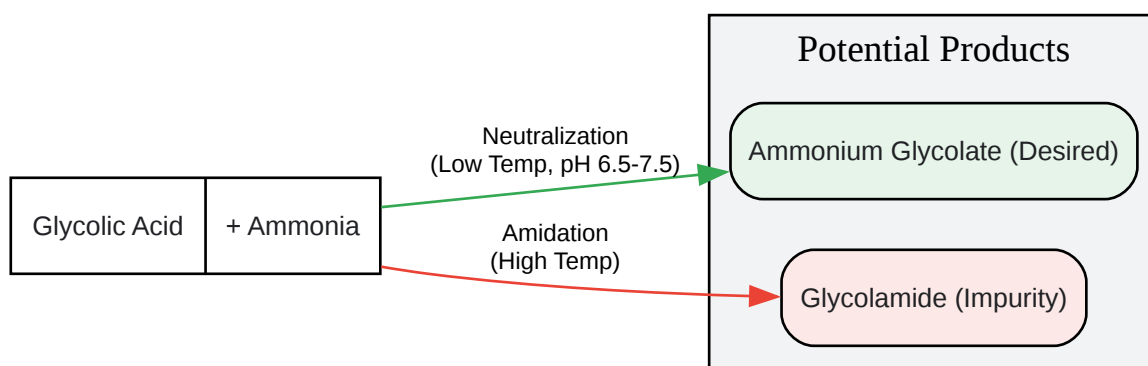 Potential Products
Neutralization
(Low Temp, pH 6.5-7.5)
Ammonium Glycolate (Desired)
Glycolic Acid
+ Ammonia
Amidation
(High Temp)
Glycolamide (Impurity)